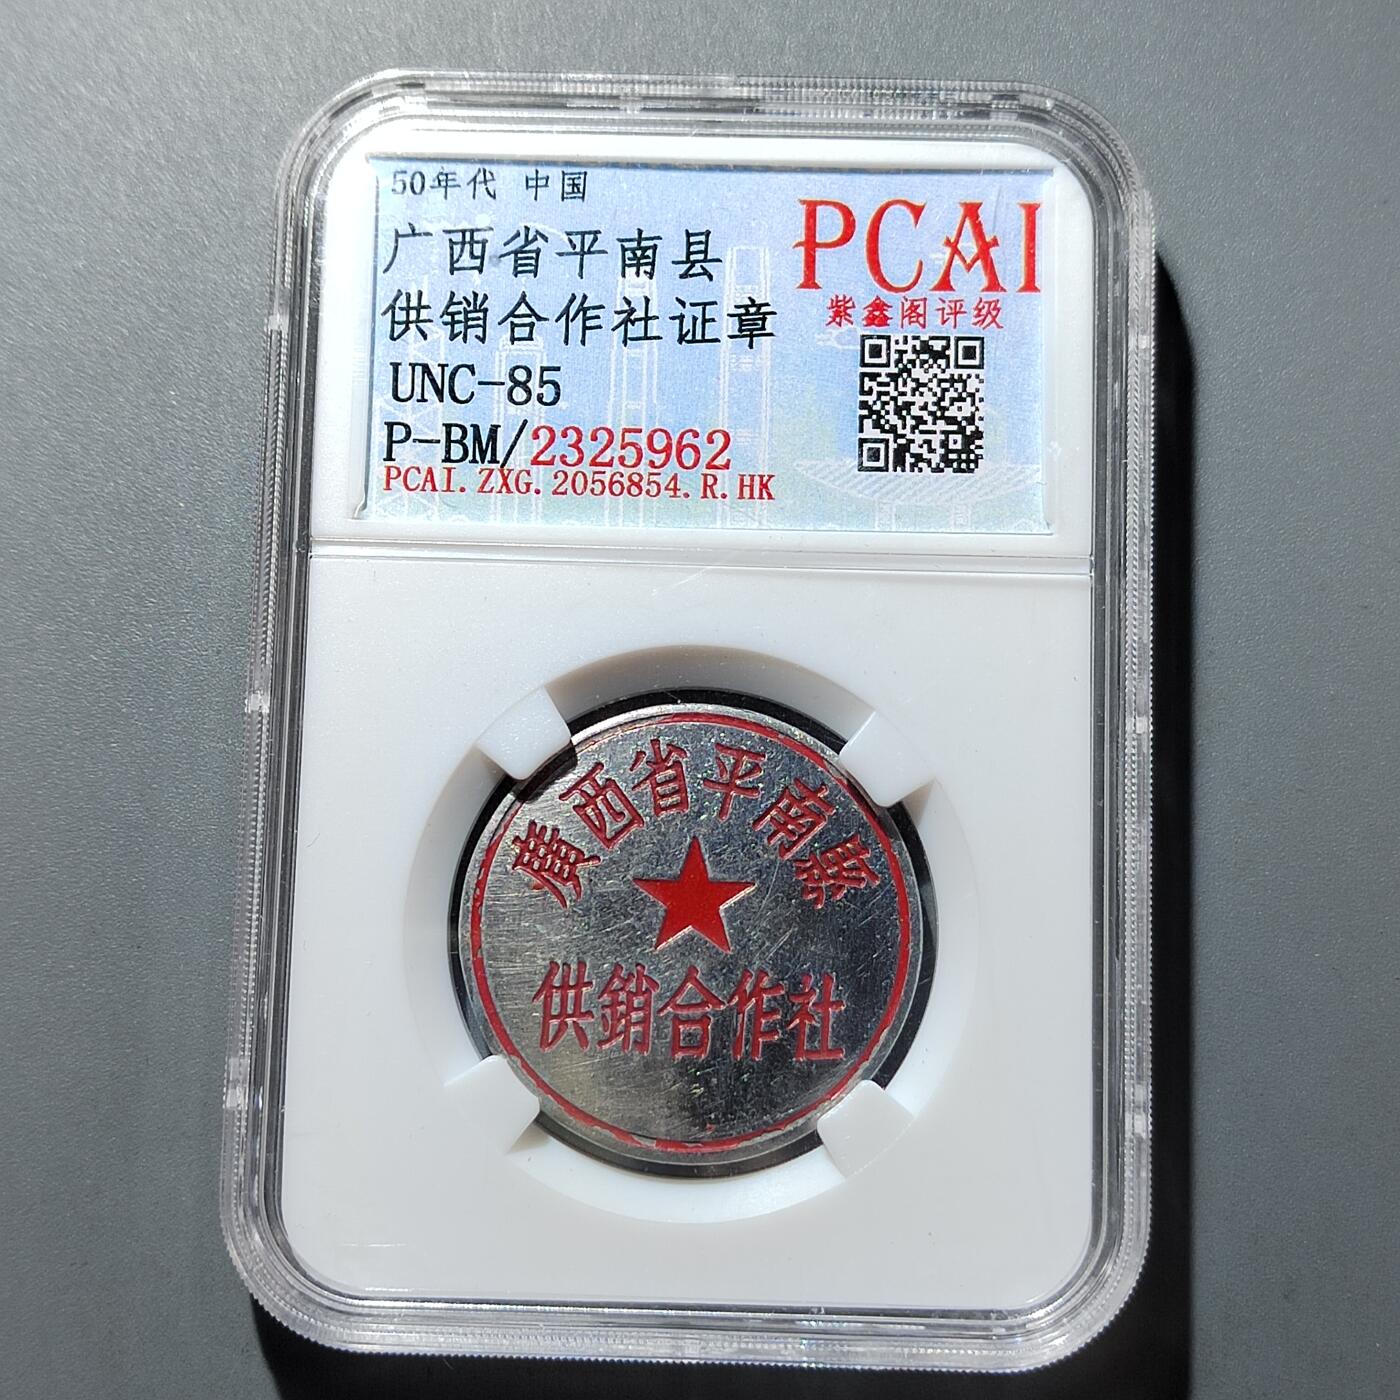 50年代 中国
广西省平南县
供销合作社证章
UNC-85
P-BM/2325962
PCAI.ZXG.2056854.R.HK
PCAI
紫鑫阁评级
廣西省平南縣
供銷合作社